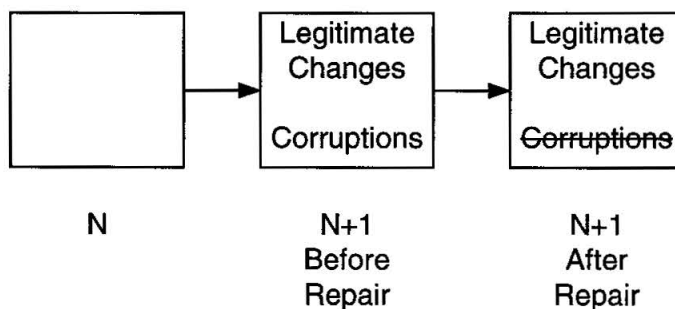 Legitimate
Changes
Corruptions
Legitimate
Changes
Corruptions
N
N+1
Before
Repair
N+1
After
Repair